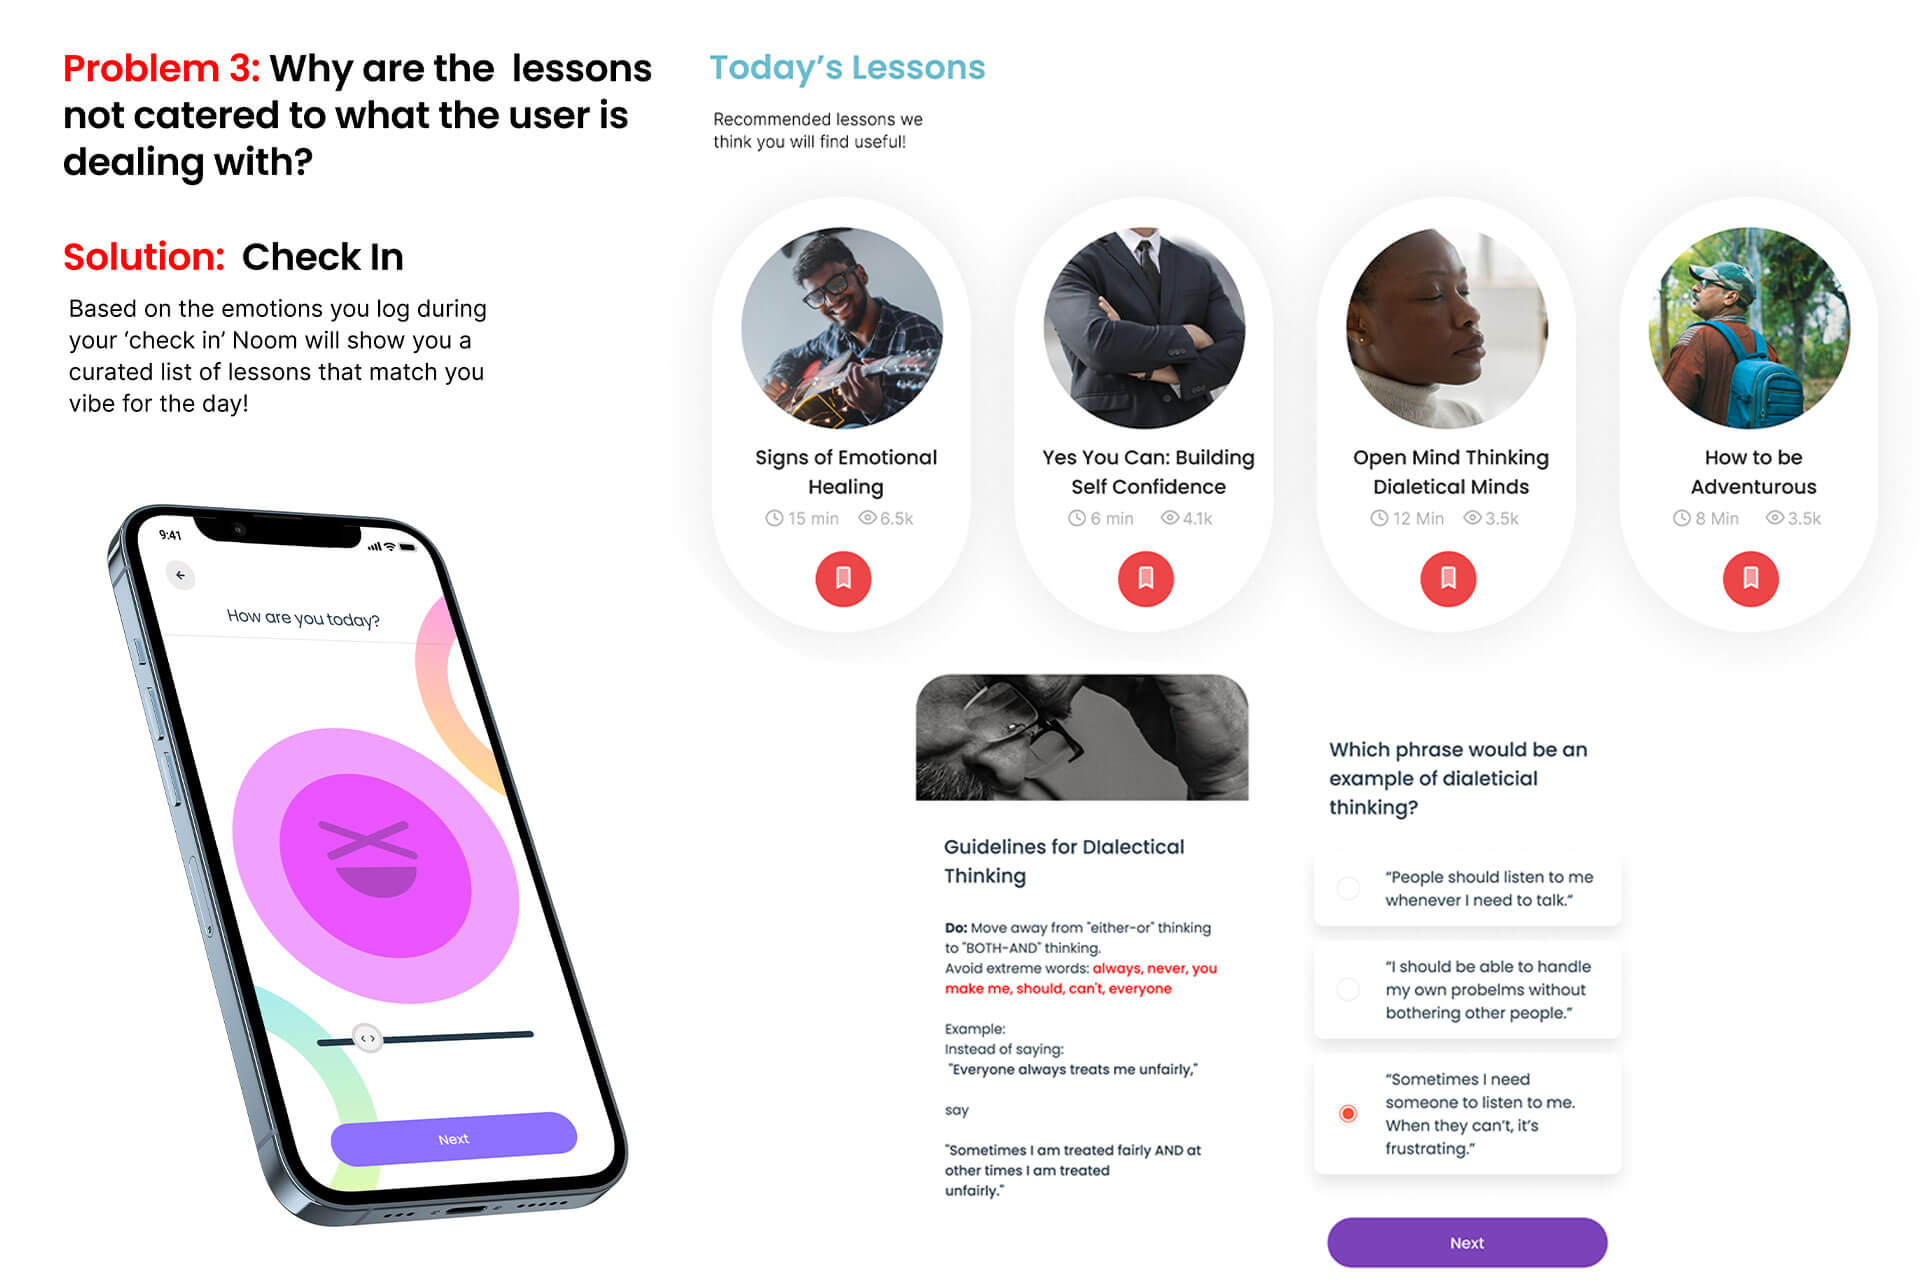 Problem 3: Why are the lessons
not catered to what the user is
dealing with?
Solution: Check In
Based on the emotions you log during
your ‘check in’ Noom will show you a
curated list of lessons that match you
vibe for the day!
9:41
How are you today?
Next
Today’s Lessons
Recommended lessons we
think you will find useful!
Signs of Emotional
Healing
15 min 6.5k
Yes You Can: Building
Self Confidence
6 min 4.1k
Open Mind Thinking
Dialetical Minds
12 Min 3.5k
How to be
Adventurous
8 Min 3.5k
Guidelines for DIalectical
Thinking
Do: Move away from "either-or" thinking
to "BOTH-AND" thinking.
Avoid extreme words: always, never, you
make me, should, can't, everyone
Example:
Instead of saying:
"Everyone always treats me unfairly,"
say
"Sometimes I am treated fairly AND at
other times I am treated
unfairly."
Which phrase would be an
example of dialeticial
thinking?
“People should listen to me
whenever I need to talk.”
“I should be able to handle
my own probelms without
bothering other people.”
“Sometimes I need
someone to listen to me.
When they can’t, it’s
frustrating.”
Next